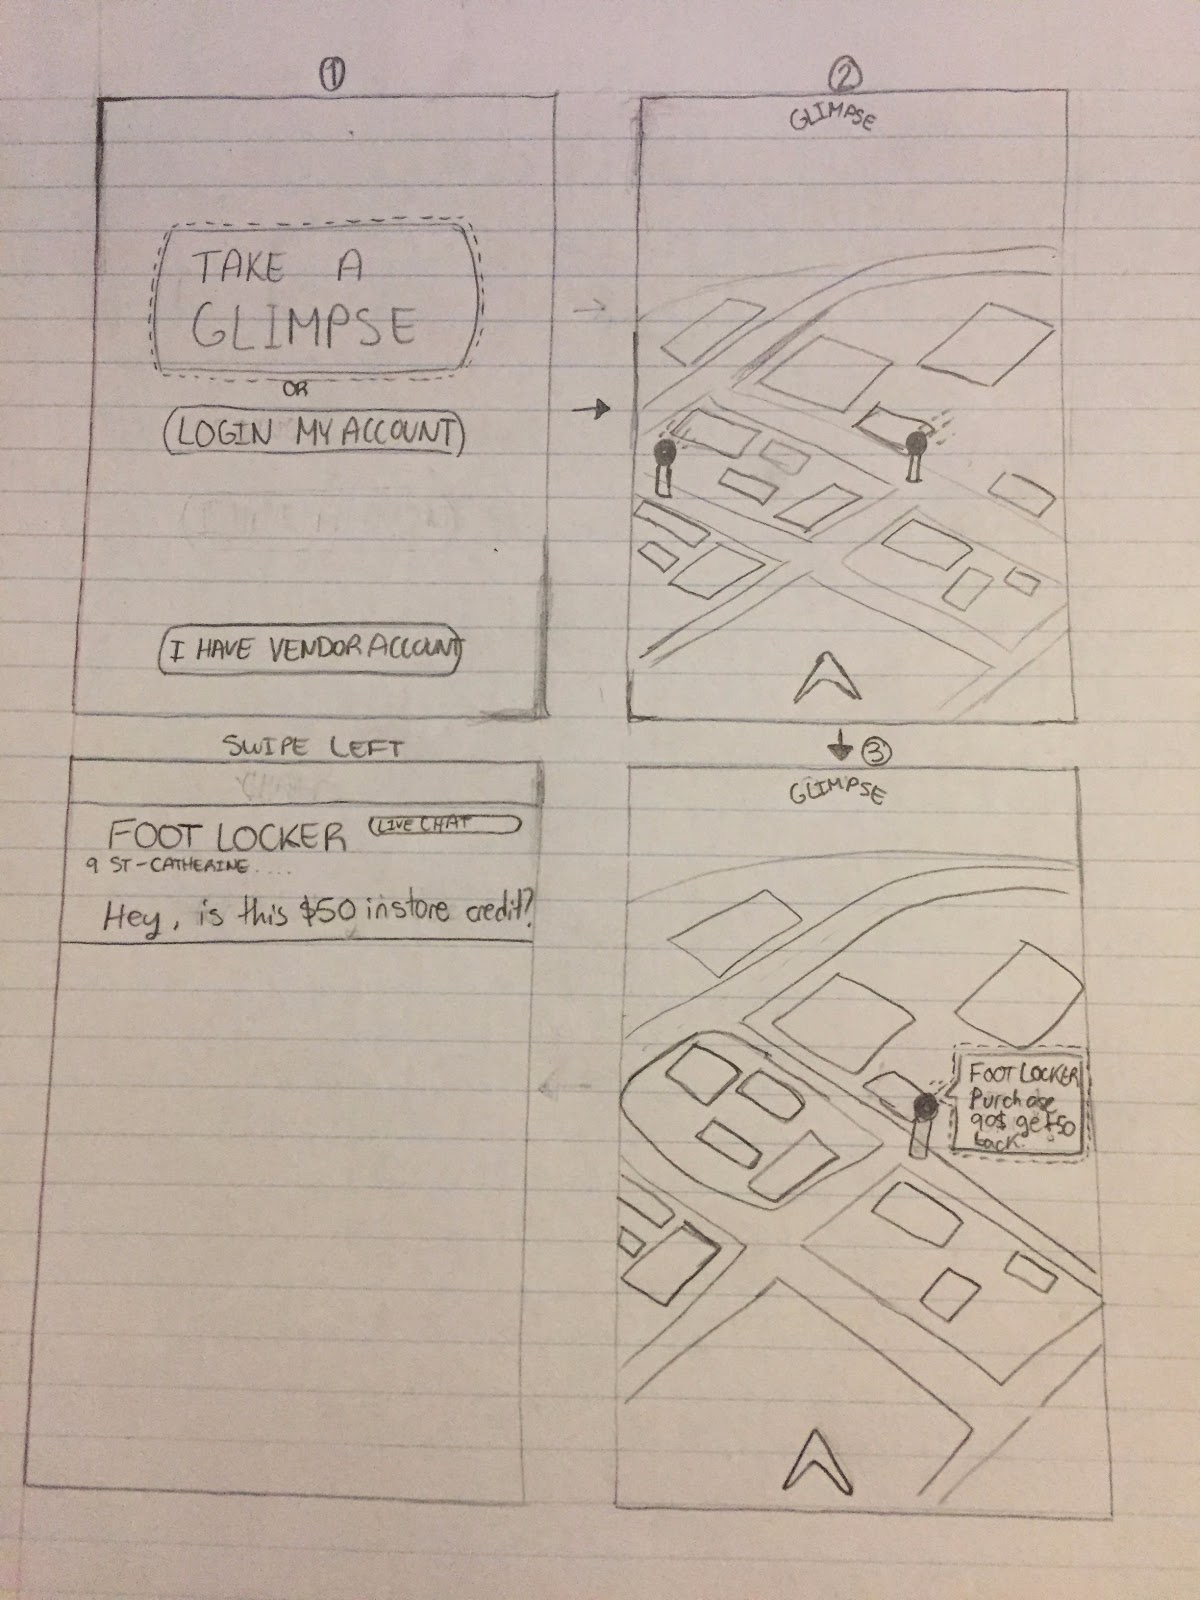 1
TAKE A
GLIMPSE
OR
LOGIN MY ACCOUNT
I HAVE VENDOR ACCOUNT
2
GLIMPSE
3
GLIMPSE
FOOT LOCKER
Purchase
90$ get 50
back.
SWIPE LEFT
FOOT LOCKER
LIVE CHAT
9 ST-CATHERINE....
Hey, is this $50 instore credit?